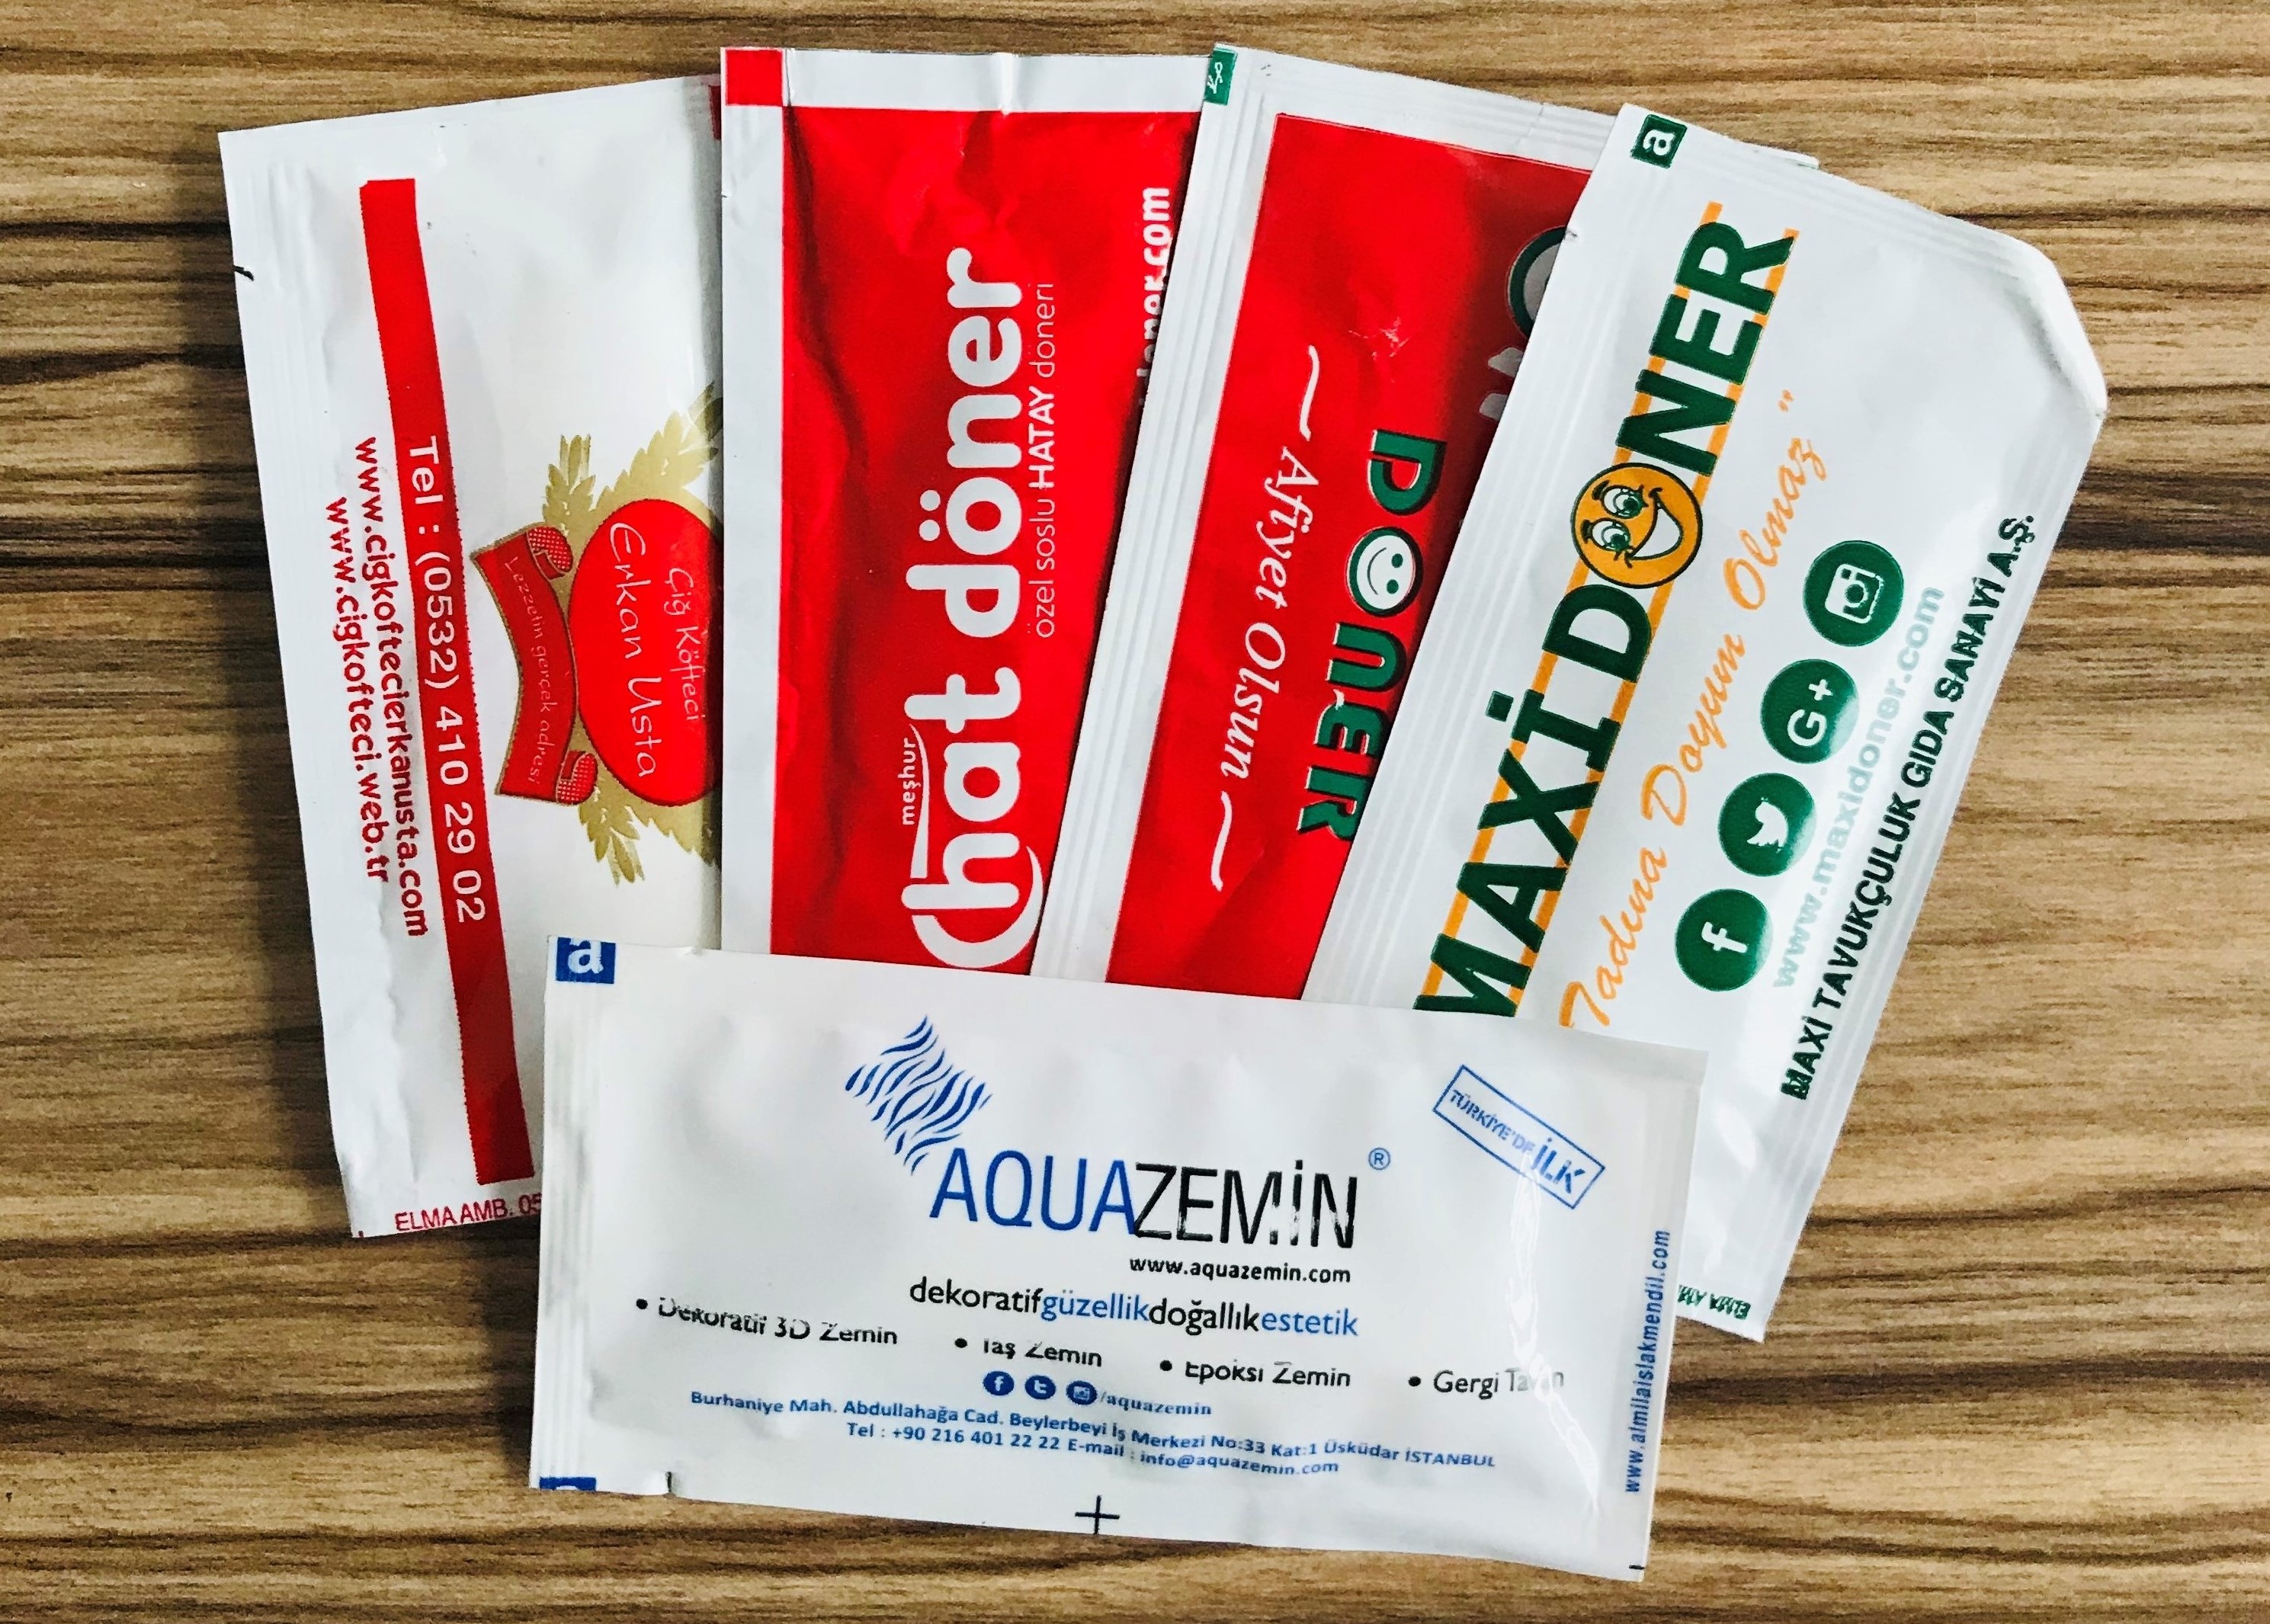 Tel : (0532) 410 29 02
www.cigkoftecierkanusta.com
www.cigkofteci.web.tr
Çiğ Köfteci
Erkan Usta
Lezzetin gerçek adresi
ELMA AMB. 05
meşhur
hat döner
özel soslu HATAY döneri
oner.com
DONER
~ Afiyet Olsun ~
a
MAXİ DONER
Tadına Doyum Olmaz"
f
G+
www.maxidoner.com
MAXİ TAVUKÇULUK GIDA SANAYİ A.Ş.
a
AQUAZEMİN ®
TÜRKİYE'DE İLK
www.aquazemin.com
dekoratifgüzellikdoğallıkestetik
• Dekoratif 3D Zemin • Taş Zemin • Epoksi Zemin • Gergi Tavan
/aquazemin
Burhaniye Mah. Abdullahağa Cad. Beylerbeyi İş Merkezi No:33 Kat:1 Üsküdar İSTANBUL
Tel : +90 216 401 22 22 E-mail : info@aquazemin.com
www.almilaislakmendil.com